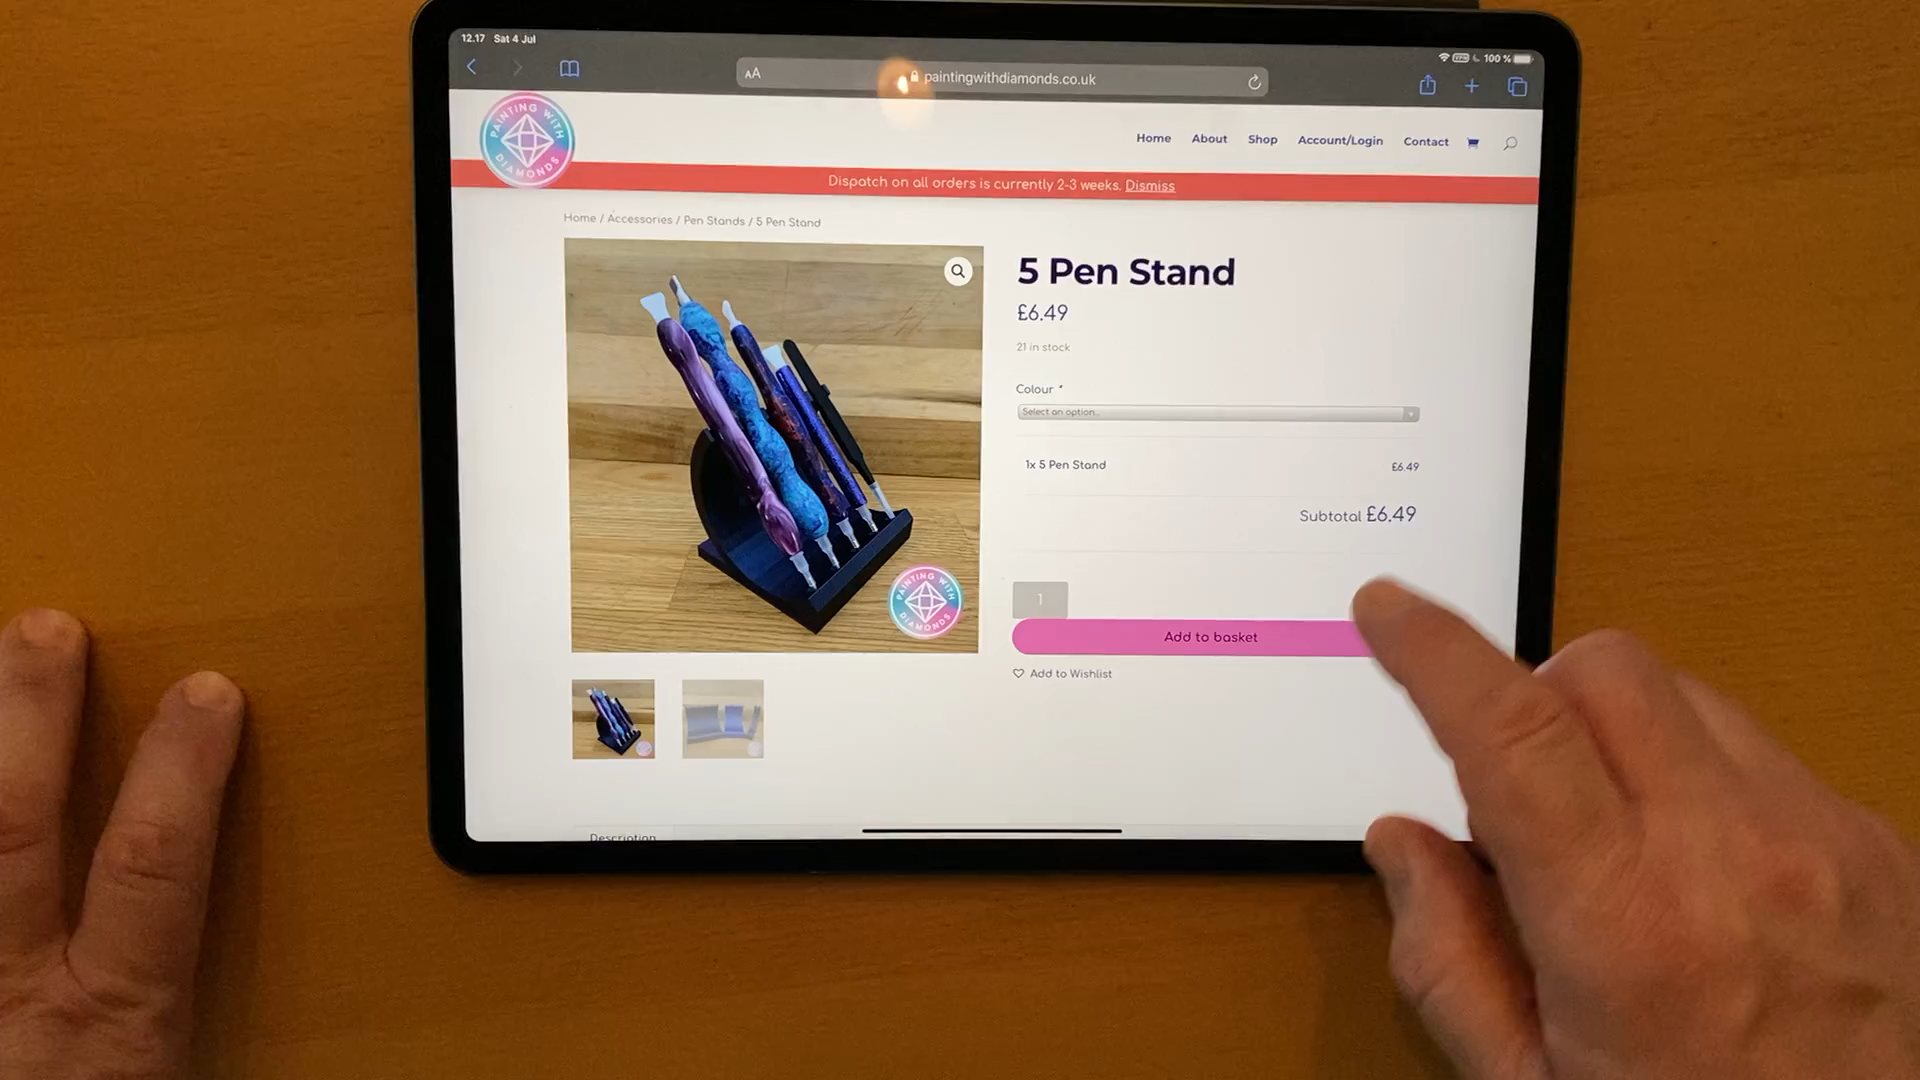 12.17 Sat 4 Jul
100 %
AA
paintingwithdiamonds.co.uk
PAINTING WITH DIAMONDS
Home About Shop Account/Login Contact
Dispatch on all orders is currently 2-3 weeks. Dismiss
Home / Accessories / Pen Stands / 5 Pen Stand
5 Pen Stand
£6.49
21 in stock
Colour *
Select an option...
1x 5 Pen Stand £6.49
Subtotal £6.49
PAINTING WITH DIAMONDS
1
Add to basket
Add to Wishlist
Description